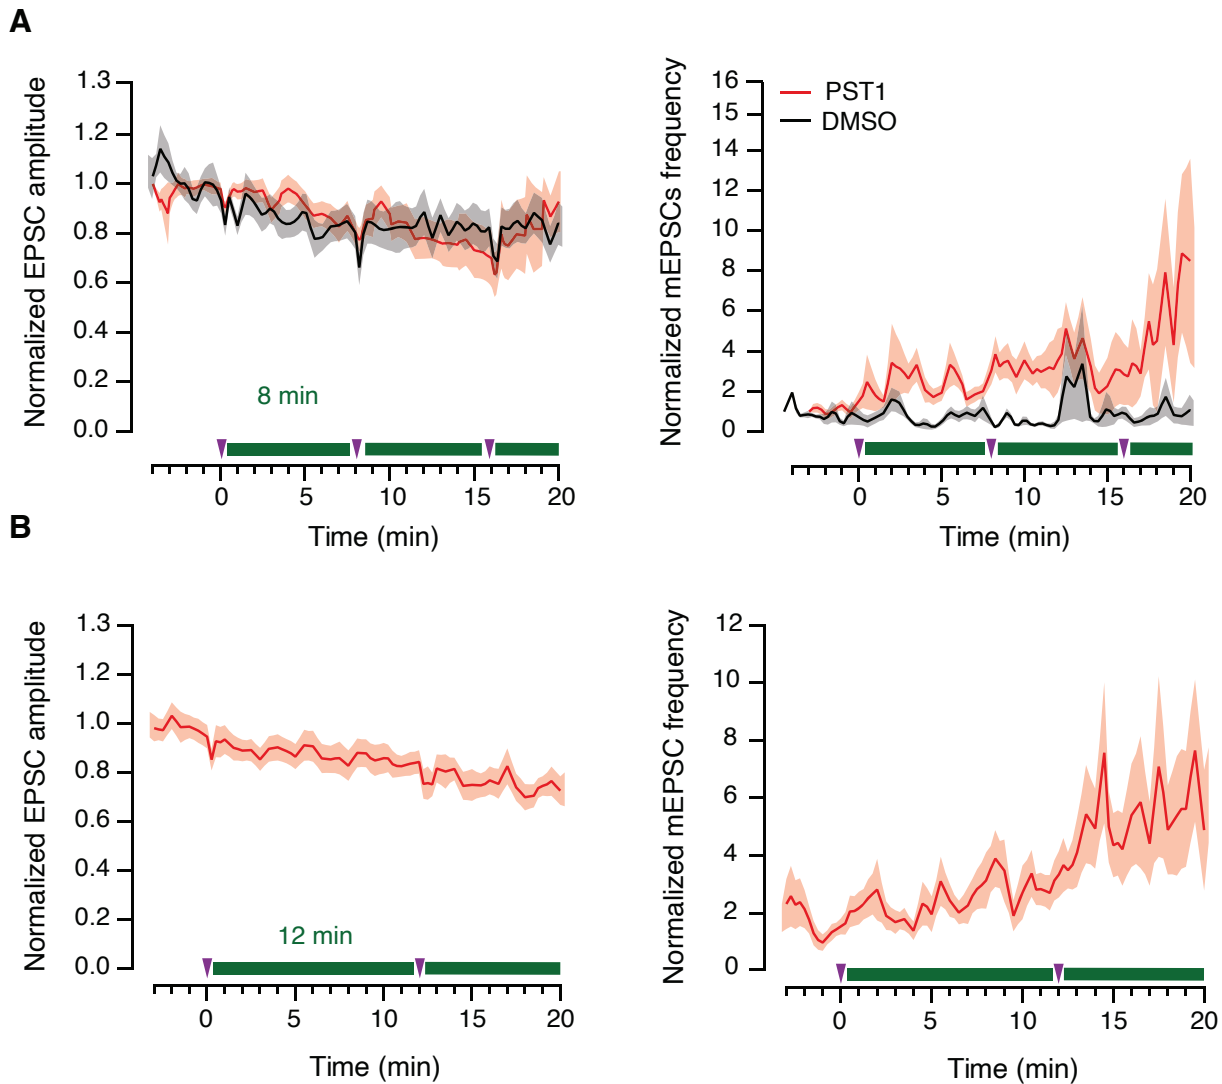 A
Normalized EPSC amplitude
1.3
1.2
1.0
0.8
0.6
0.4
0.2
0.0
8 min
0 5 10 15 20
Time (min)
Normalized mEPSCs frequency
16
15
14
12
10
8
6
4
2
0
PST1
DMSO
0 5 10 15 20
Time (min)
B
Normalized EPSC amplitude
1.3
1.2
1.0
0.8
0.6
0.4
0.2
0.0
12 min
0 5 10 15 20
Time (min)
Normalized mEPSC frequency
12
10
8
6
4
2
0
0 5 10 15 20
Time (min)